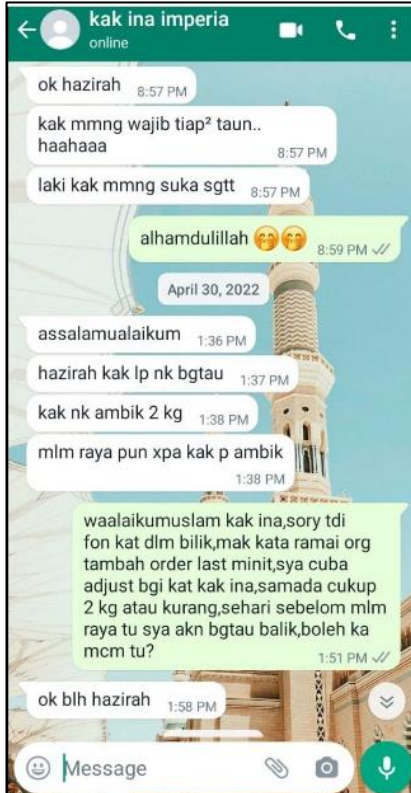 kak ina imperia
online
ok hazirah 8:57 PM
kak mmng wajib tiap² taun..
haahaaa
8:57 PM
laki kak mmng suka sgtt 8:57 PM
alhamdulillah 🤭🤭 8:59 PM
April 30, 2022
assalamualaikum 1:36 PM
hazirah kak lp nk bgtau 1:37 PM
kak nk ambik 2 kg 1:38 PM
mlm raya pun xpa kak p ambik
1:38 PM
waalaikumuslam kak ina,sory tdi
fon kat dlm bilik,mak kata ramai org
tambah order last minit,sya cuba
adjust bgi kat kak ina,samada cukup
2 kg atau kurang,sehari sebelom mlm
raya tu sya akn bgtau balik,boleh ka
mcm tu?
1:51 PM
ok blh hazirah 1:58 PM
Message